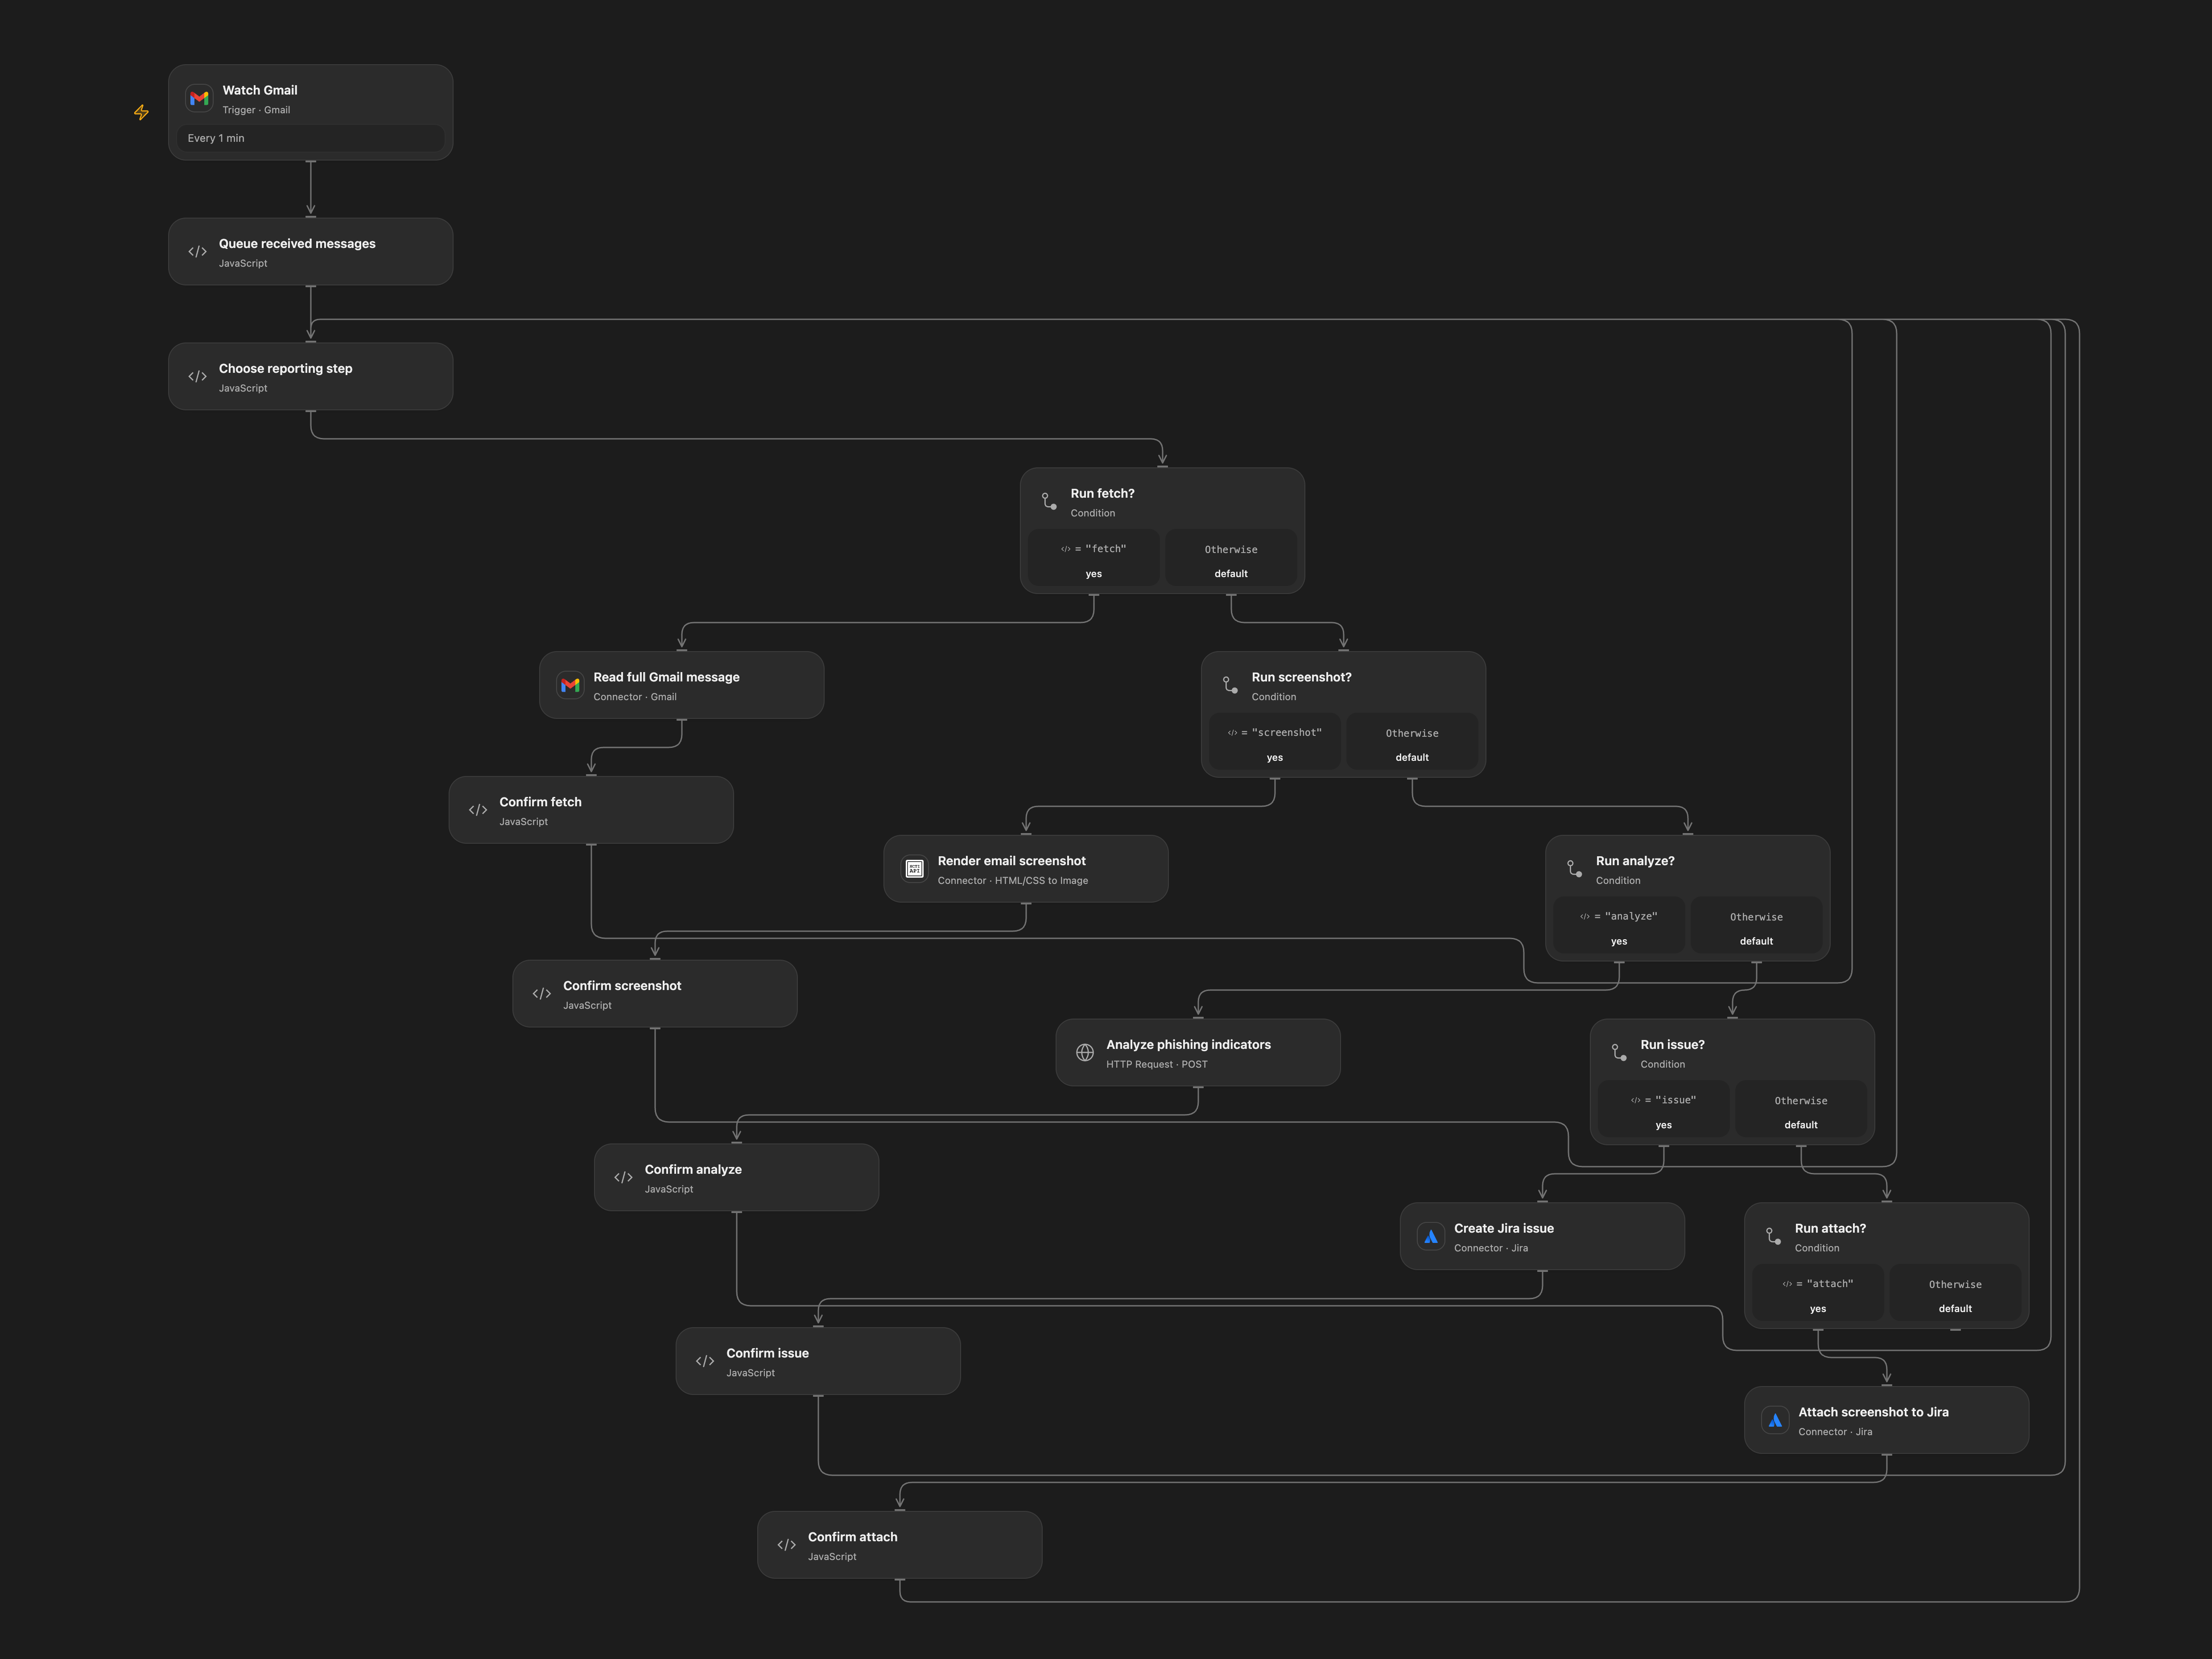 Watch Gmail
Trigger · Gmail
Every 1 min
Queue received messages
JavaScript
Choose reporting step
JavaScript
Run fetch?
Condition
</> = "fetch"
yes
Otherwise
default
Read full Gmail message
Connector · Gmail
Run screenshot?
Condition
</> = "screenshot"
yes
Otherwise
default
Confirm fetch
JavaScript
Render email screenshot
Connector · HTML/CSS to Image
Run analyze?
Condition
</> = "analyze"
yes
Otherwise
default
Confirm screenshot
JavaScript
Analyze phishing indicators
HTTP Request · POST
Run issue?
Condition
</> = "issue"
yes
Otherwise
default
Confirm analyze
JavaScript
Create Jira issue
Connector · Jira
Run attach?
Condition
</> = "attach"
yes
Otherwise
default
Confirm issue
JavaScript
Attach screenshot to Jira
Connector · Jira
Confirm attach
JavaScript